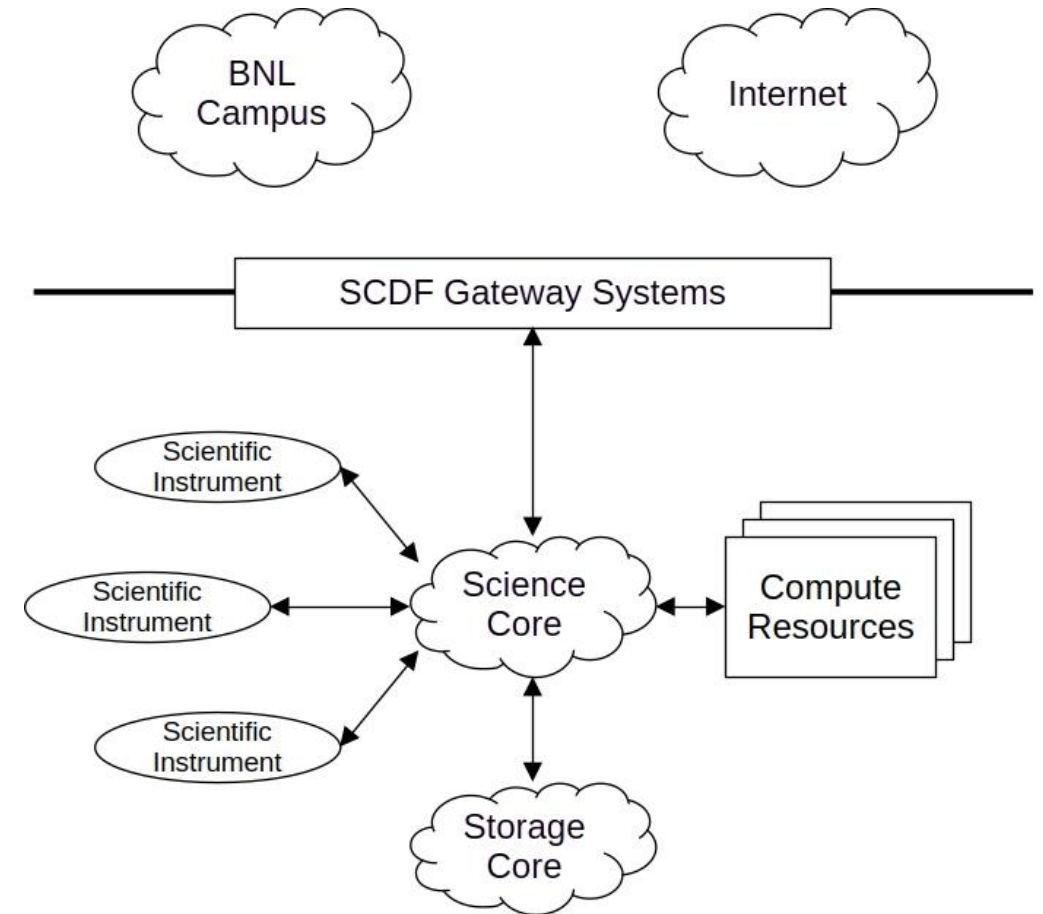 BNL
Campus
Internet
SCDF Gateway Systems
Scientific
Instrument
Scientific
Instrument
Science
Core
Compute
Resources
Scientific
Instrument
Storage
Core